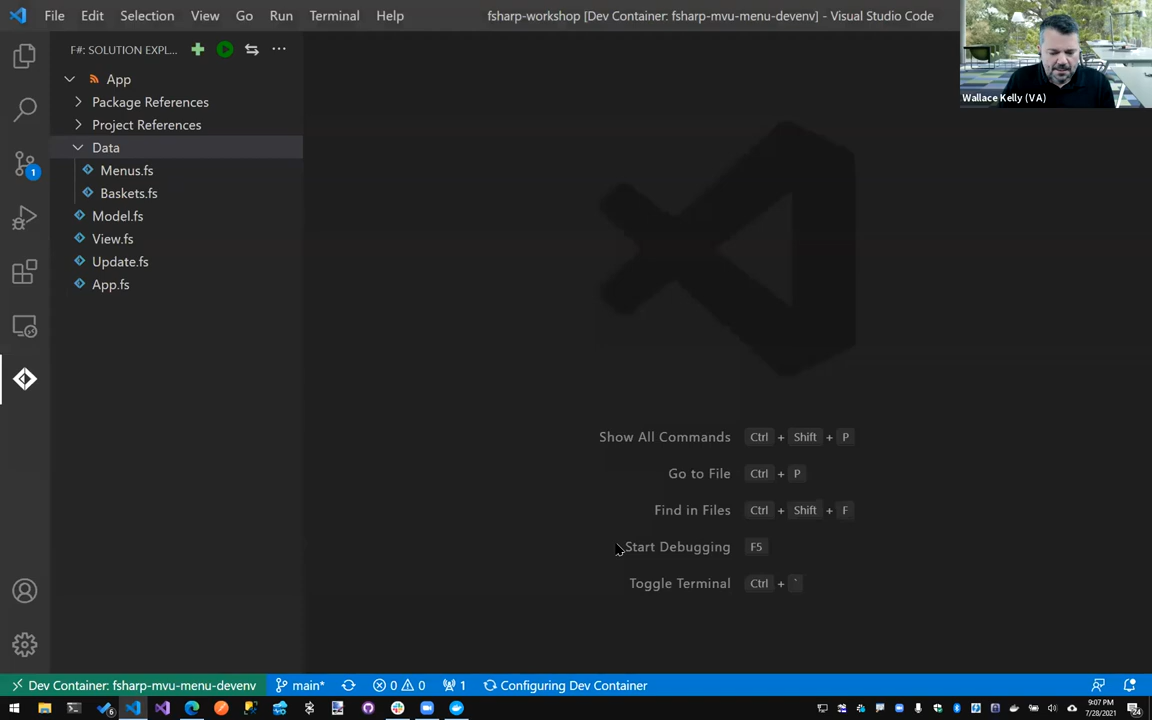 File Edit Selection View Go Run Terminal Help
fsharp-workshop [Dev Container: fsharp-mvu-menu-devenv] - Visual Studio Code
F#: SOLUTION EXPL...
App
Package References
Project References
Data
Menus.fs
Baskets.fs
Model.fs
View.fs
Update.fs
App.fs
1
Wallace Kelly (VA)
Show All Commands Ctrl + Shift + P
Go to File Ctrl + P
Find in Files Ctrl + Shift + F
Start Debugging F5
Toggle Terminal Ctrl + `
Dev Container: fsharp-mvu-menu-devenv main* 0 0 1 Configuring Dev Container
9:07 PM
7/28/2021
24